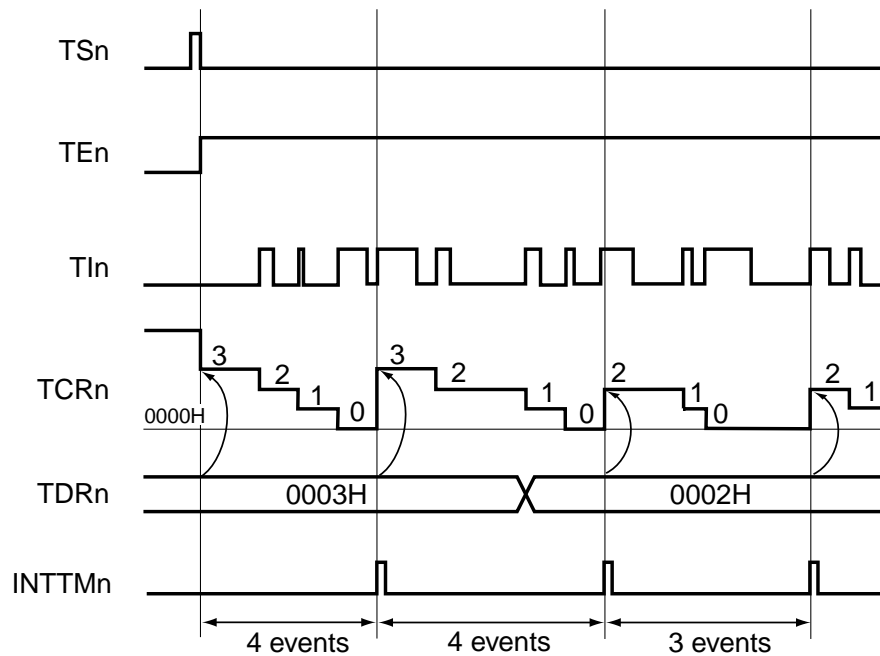 TSn
TEn
TIn
TCRn
3
2
1
0
3
2
1
0
2
1
0
2
1
0000H
TDRn
0003H
0002H
INTTMn
4 events
4 events
3 events